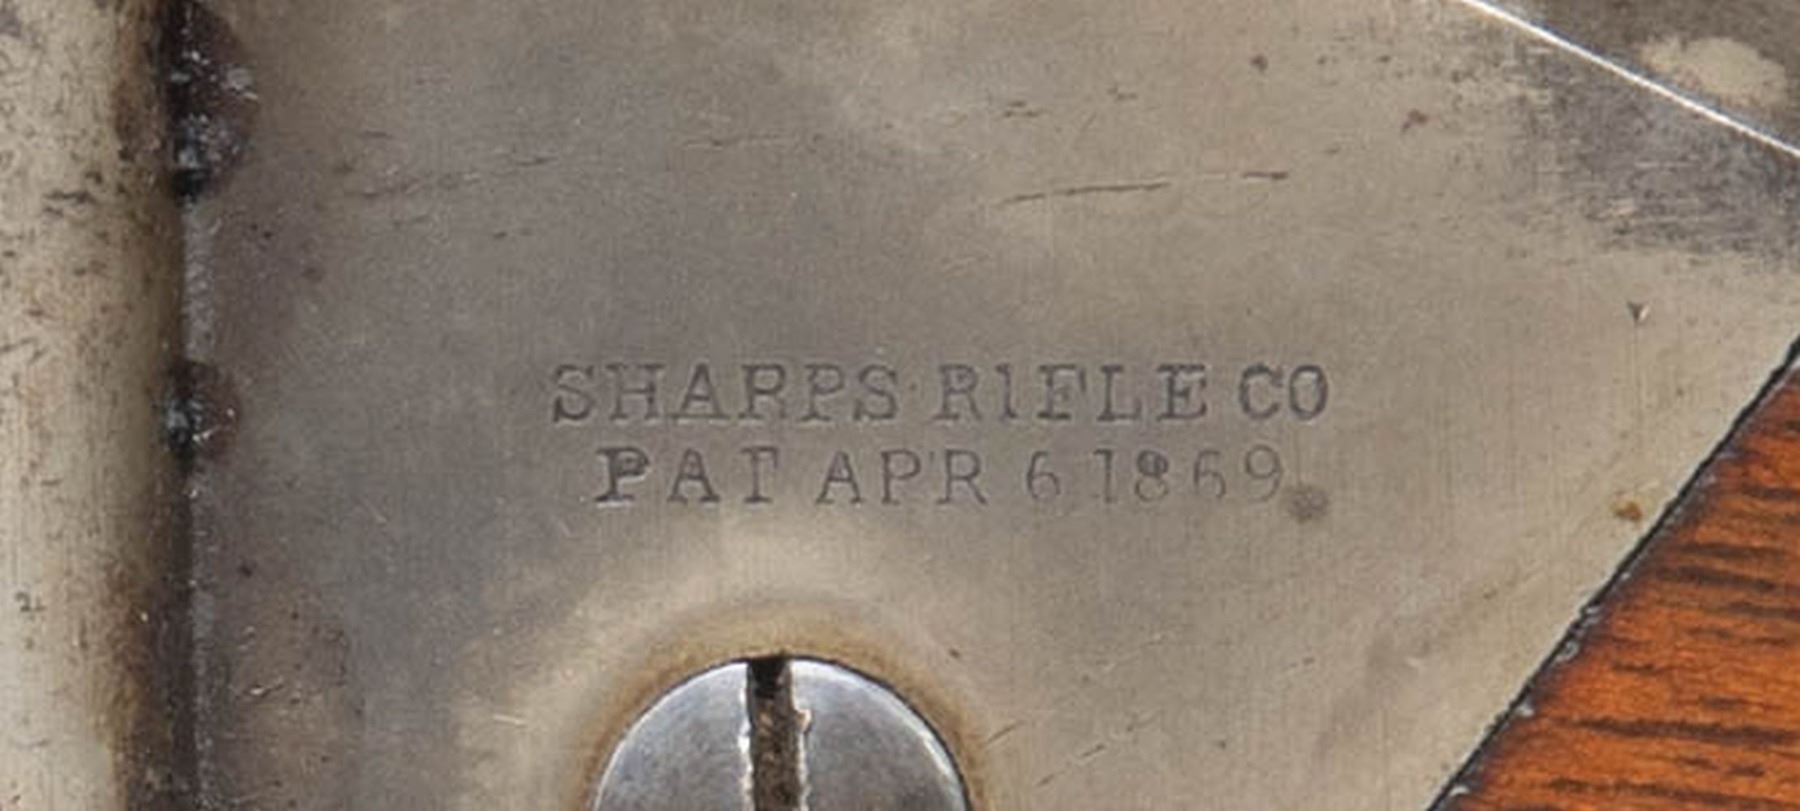 SHARPS RIFLE CO
PAT APR 6 1869